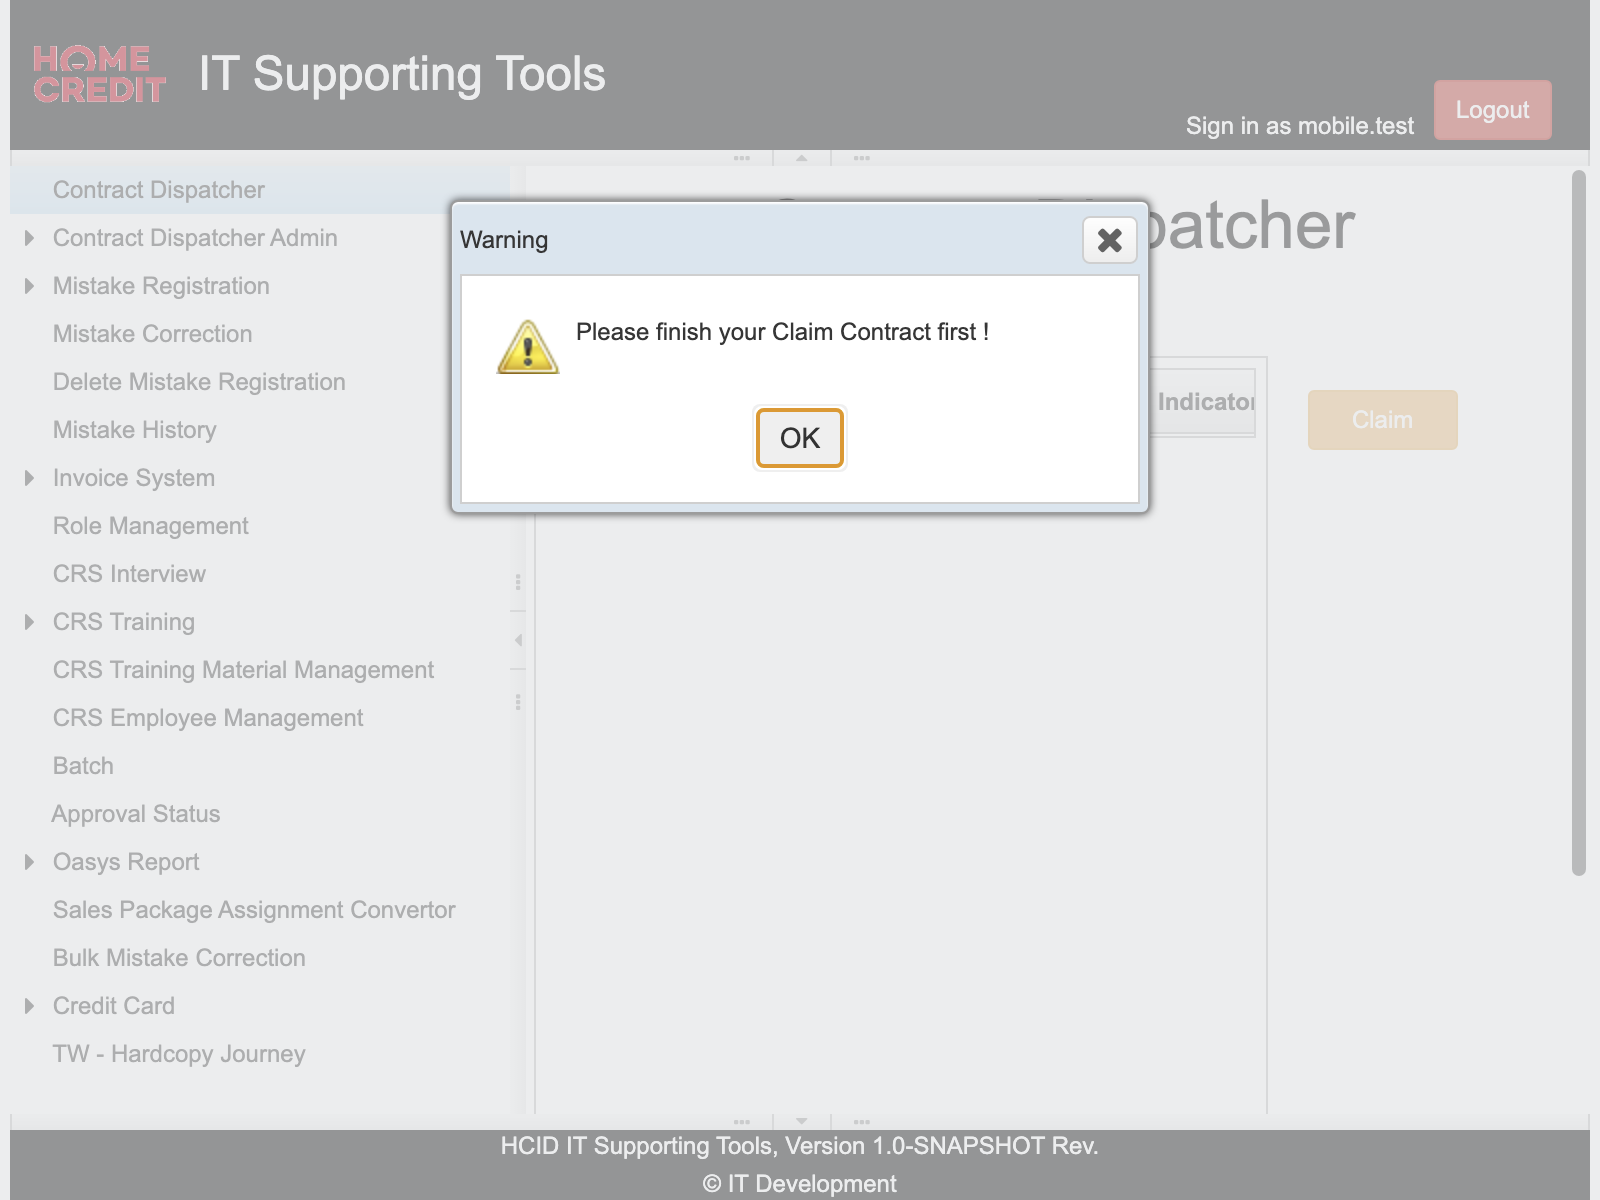 HOME
CREDIT
IT Supporting Tools
Sign in as mobile.test
Logout
Contract Dispatcher
Contract Dispatcher Admin
Mistake Registration
Mistake Correction
Delete Mistake Registration
Mistake History
Invoice System
Role Management
CRS Interview
CRS Training
CRS Training Material Management
CRS Employee Management
Batch
Approval Status
Oasys Report
Sales Package Assignment Convertor
Bulk Mistake Correction
Credit Card
TW - Hardcopy Journey
Warning
Please finish your Claim Contract first !
OK
Indicator
Claim
HCID IT Supporting Tools, Version 1.0-SNAPSHOT Rev.
© IT Development